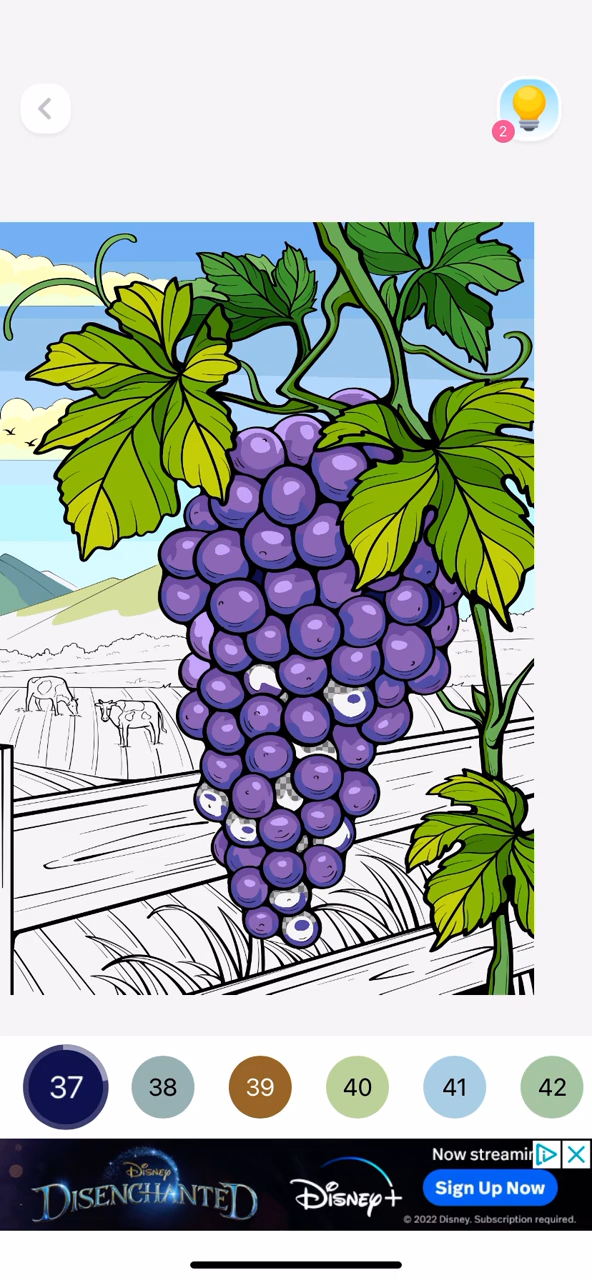 2
37
38
39
40
41
42
Disney
DISENCHANTED
Disney+
Now streamin
Sign Up Now
© 2022 Disney. Subscription required.